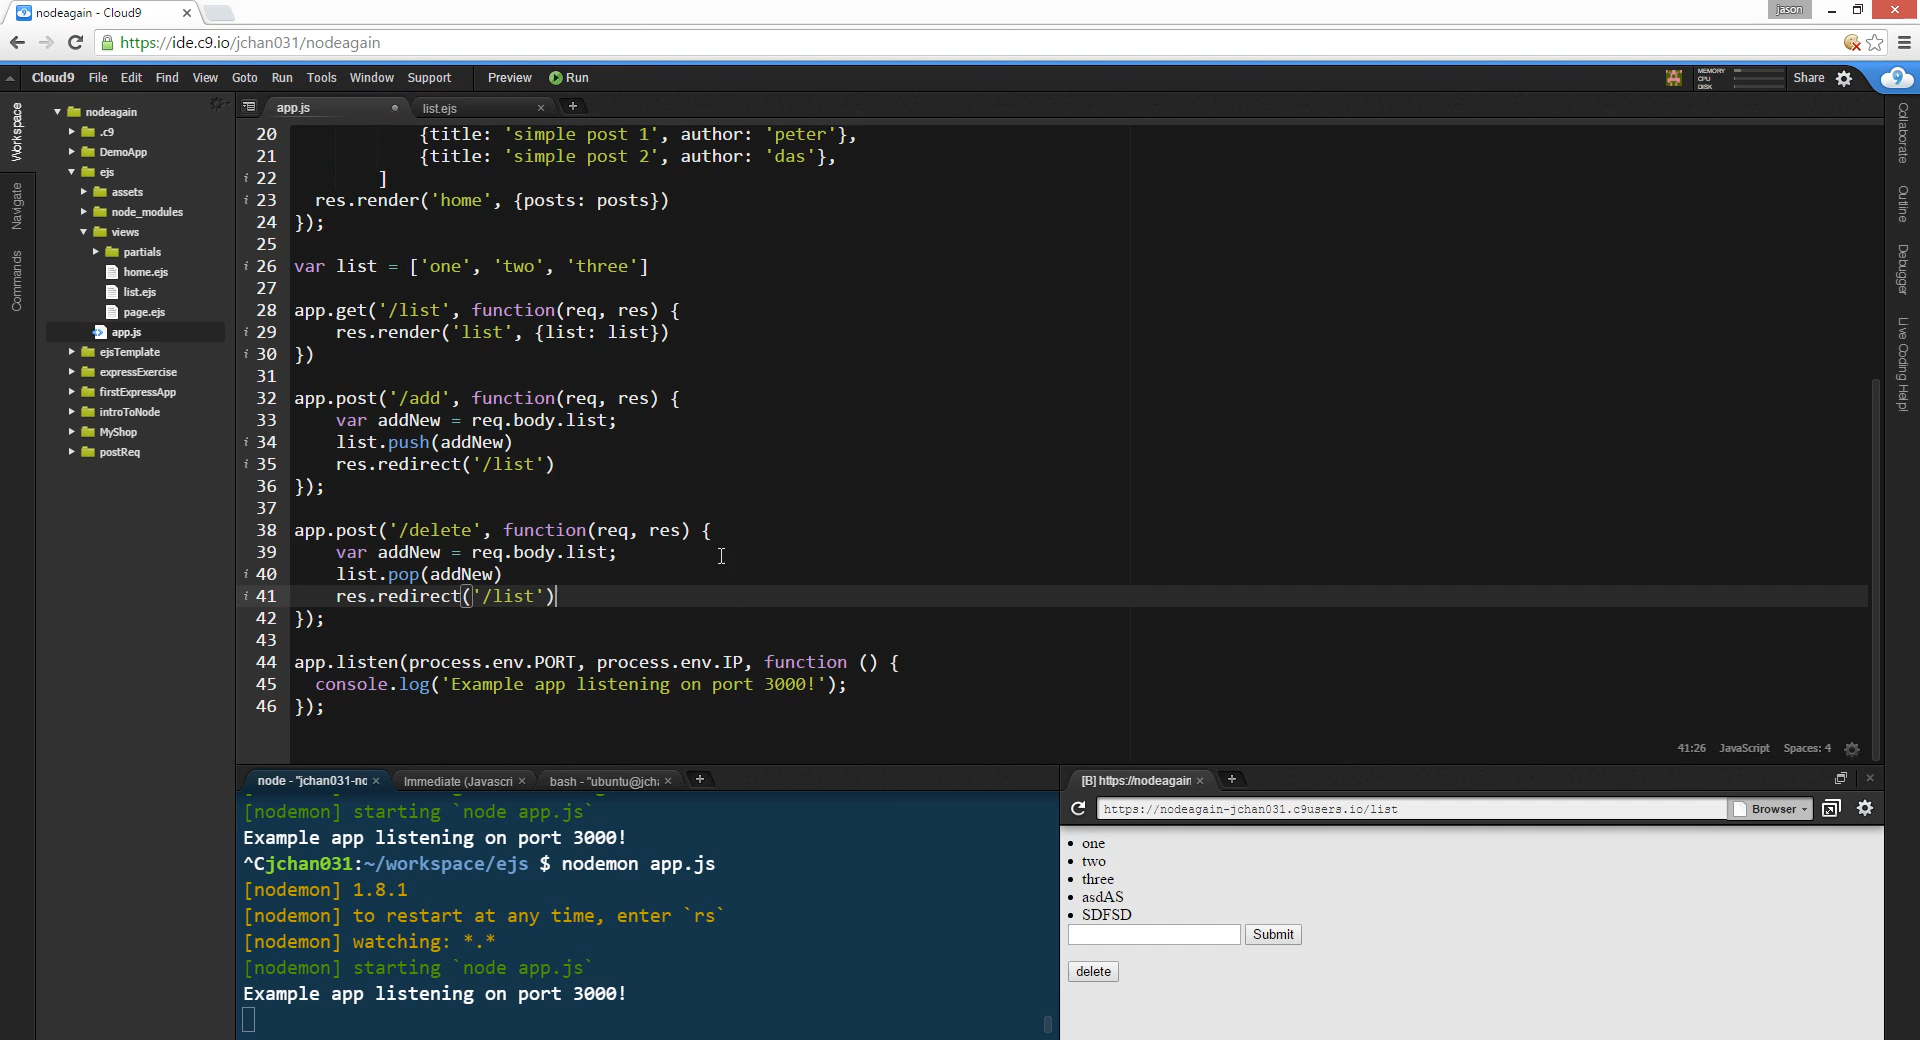 nodeagain - Cloud9
jason
https://ide.c9.io/jchan031/nodeagain
Cloud9 File Edit Find View Goto Run Tools Window Support Preview Run
MEMORY
CPU
DISK
Share
Workspace
Navigate
Commands
nodeagain
.c9
DemoApp
ejs
assets
node_modules
views
partials
home.ejs
list.ejs
page.ejs
app.js
ejsTemplate
expressExercise
firstExpressApp
introToNode
MyShop
postReq
app.js
list.ejs
20 {title: 'simple post 1', author: 'peter'},
21 {title: 'simple post 2', author: 'das'},
22 ]
23 res.render('home', {posts: posts})
24 });
25
26 var list = ['one', 'two', 'three']
27
28 app.get('/list', function(req, res) {
29 res.render('list', {list: list})
30 })
31
32 app.post('/add', function(req, res) {
33 var addNew = req.body.list;
34 list.push(addNew)
35 res.redirect('/list')
36 });
37
38 app.post('/delete', function(req, res) {
39 var addNew = req.body.list;
40 list.pop(addNew)
41 res.redirect('/list')
42 });
43
44 app.listen(process.env.PORT, process.env.IP, function () {
45 console.log('Example app listening on port 3000!');
46 });
41:26 JavaScript Spaces: 4
Collaborate
Outline
Debugger
Live Coding Help!
node - "jchan031-no
Immediate (Javascri
bash - "ubuntu@jcha
[nodemon] starting `node app.js`
Example app listening on port 3000!
^Cjchan031:~/workspace/ejs $ nodemon app.js
[nodemon] 1.8.1
[nodemon] to restart at any time, enter `rs`
[nodemon] watching: *.*
[nodemon] starting `node app.js`
Example app listening on port 3000!
[B] https://nodeagain
https://nodeagain-jchan031.c9users.io/list
Browser
one
two
three
asdAS
SDFSD
Submit
delete